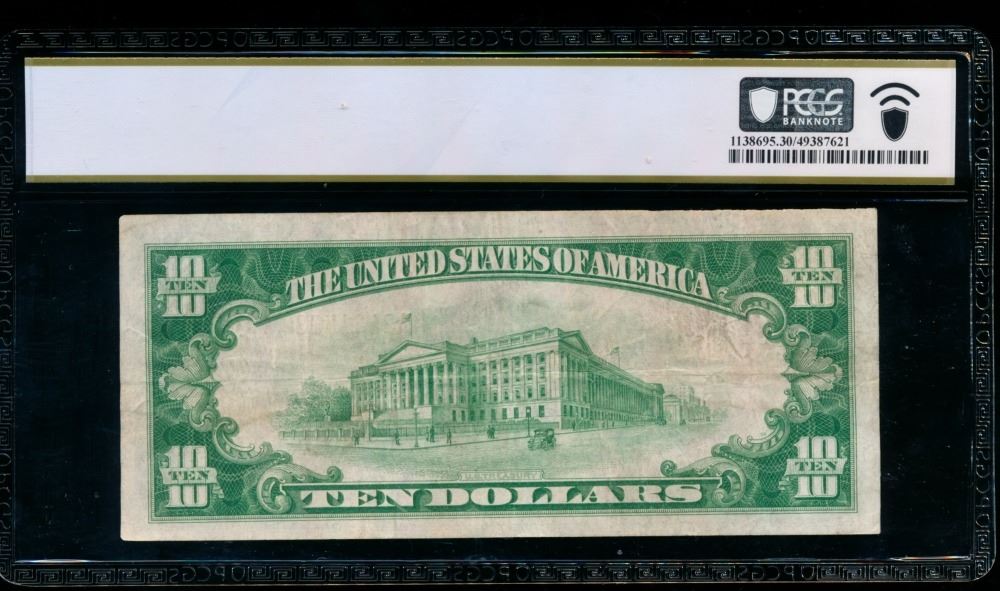 PCGS
BANKNOTE
1138695.30/49387621
THE UNITED STATES OF AMERICA
10
TEN
10
10
TEN
10
10
TEN
10
10
TEN
10
U.S. TREASURY
TEN DOLLARS